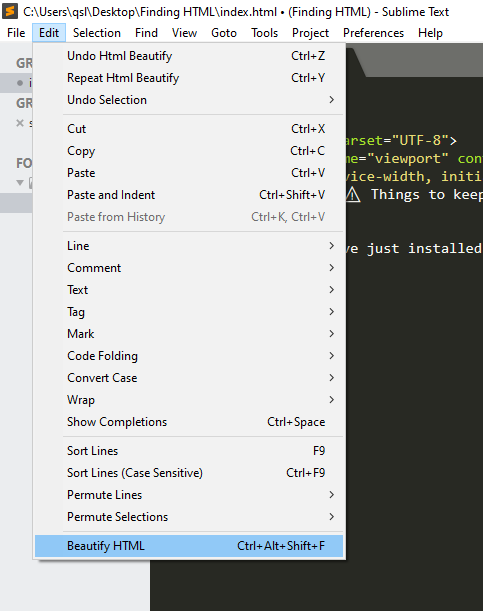 C:\Users\qsl\Desktop\Finding HTML\index.html • (Finding HTML) - Sublime Text
File Edit Selection Find View Goto Tools Project Preferences Help
Undo Html Beautify Ctrl+Z
Repeat Html Beautify Ctrl+Y
Undo Selection
Cut Ctrl+X
Copy Ctrl+C
Paste Ctrl+V
Paste and Indent Ctrl+Shift+V
Paste from History Ctrl+K, Ctrl+V
Line
Comment
Text
Tag
Mark
Code Folding
Convert Case
Wrap
Show Completions Ctrl+Space
Sort Lines F9
Sort Lines (Case Sensitive) Ctrl+F9
Permute Lines
Permute Selections
Beautify HTML Ctrl+Alt+Shift+F
GR
GR
s
FO
arset="UTF-8">
me="viewport" con
vice-width, initi
⚠ Things to keep
ve just installed